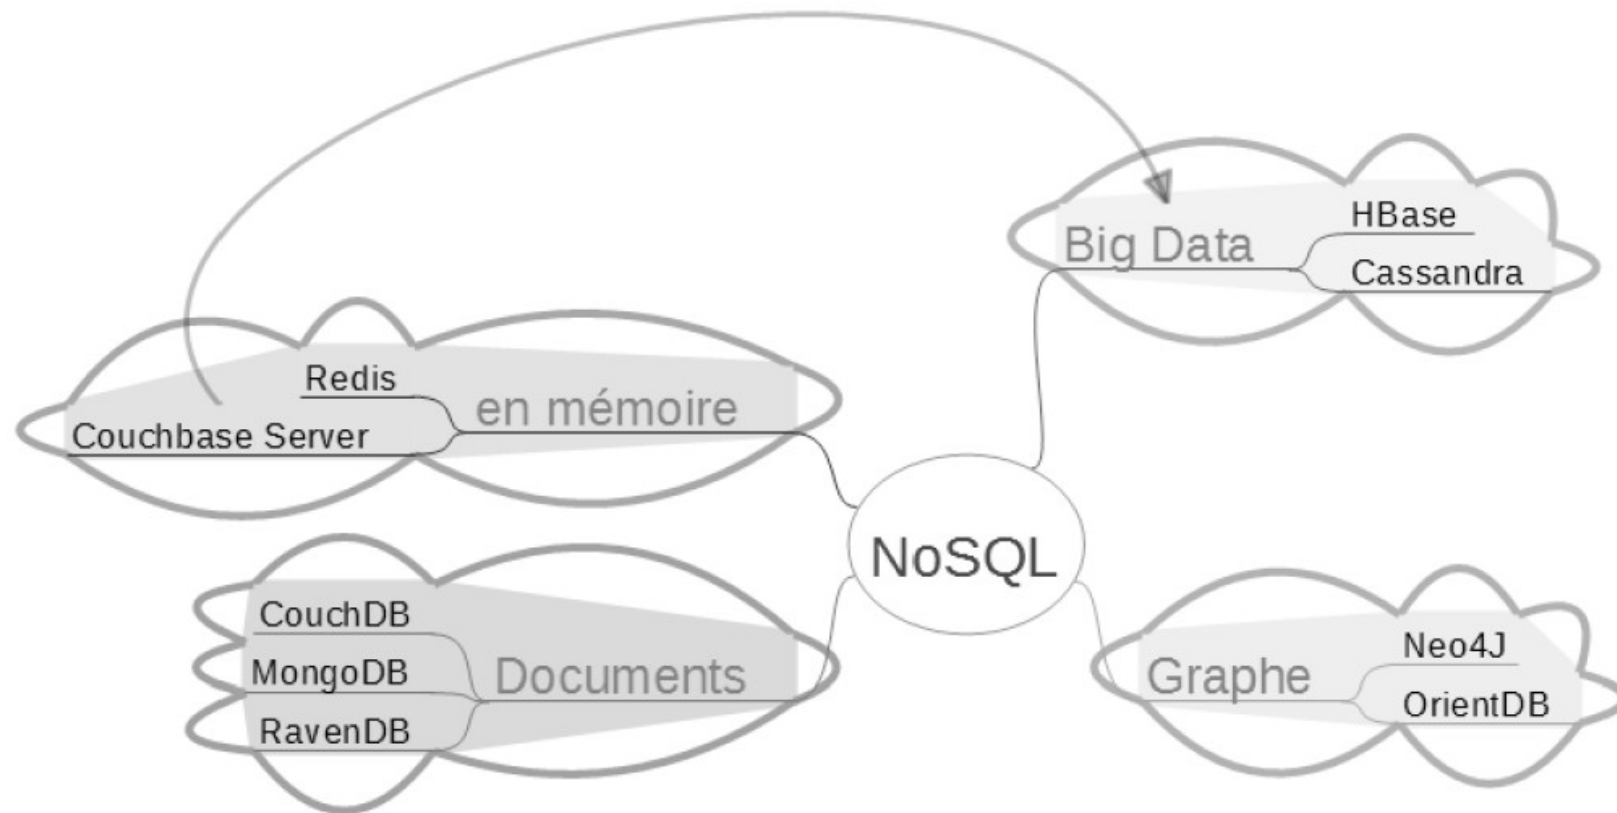 NoSQL
en mémoire
Redis
Couchbase Server
Documents
CouchDB
MongoDB
RavenDB
Big Data
HBase
Cassandra
Graphe
Neo4J
OrientDB